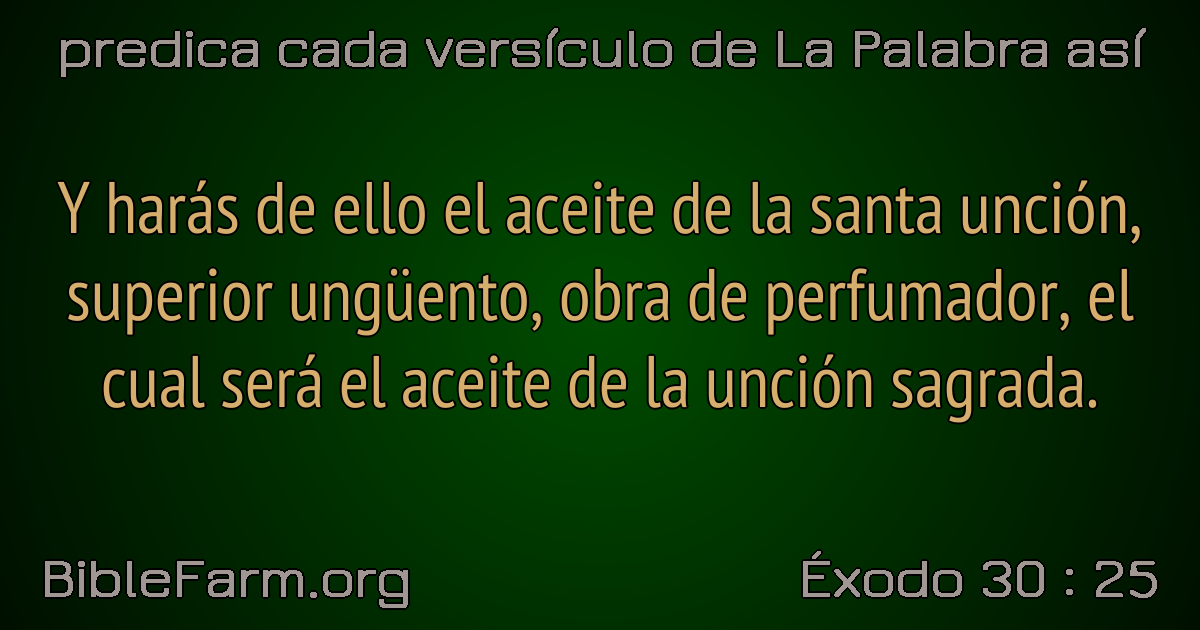 predica cada versículo de La Palabra así
Y harás de ello el aceite de la santa unción,
superior ungüento, obra de perfumador, el
cual será el aceite de la unción sagrada.
BibleFarm.org
Éxodo 30 : 25